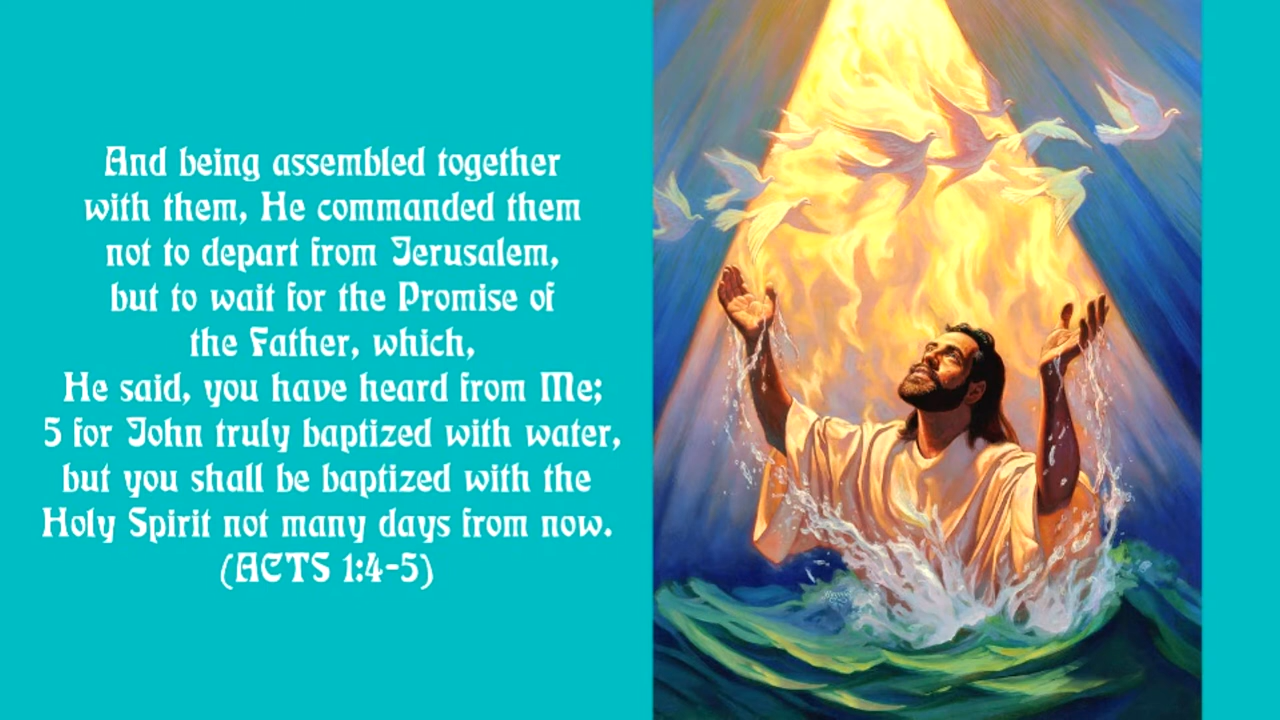 And being assembled together
with them, He commanded them
not to depart from Jerusalem,
but to wait for the Promise of
the Father, which,
He said, you have heard from Me;
5 for John truly baptized with water,
but you shall be baptized with the
Holy Spirit not many days from now.
(ACTS 1:4-5)